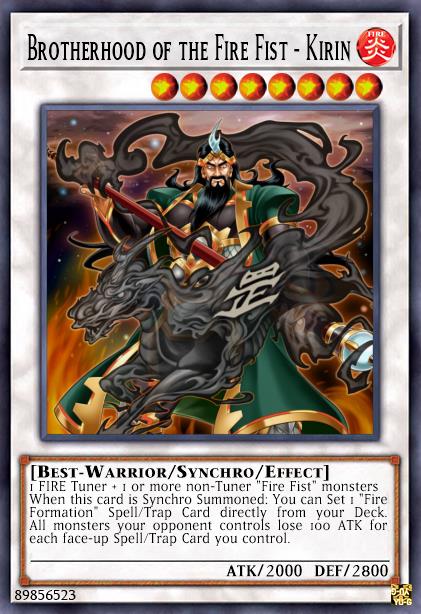 Brotherhood of the Fire Fist - Kirin
FIRE
炎
[Best-Warrior/Synchro/Effect]
1 FIRE Tuner + 1 or more non-Tuner "Fire Fist" monsters
When this card is Synchro Summoned: You can Set 1 "Fire
Formation" Spell/Trap Card directly from your Deck.
All monsters your opponent controls lose 100 ATK for
each face-up Spell/Trap Card you control.
ATK/2000 DEF/2800
89856523